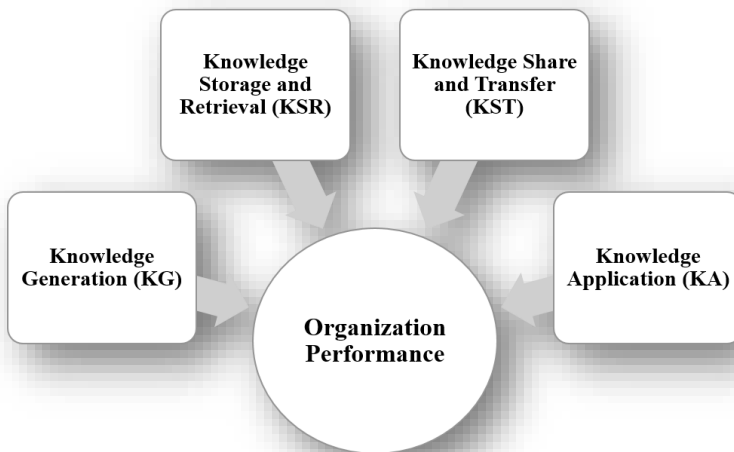 Knowledge
Storage and
Retrieval (KSR)
Knowledge Share
and Transfer
(KST)
Knowledge
Generation (KG)
Knowledge
Application (KA)
Organization
Performance